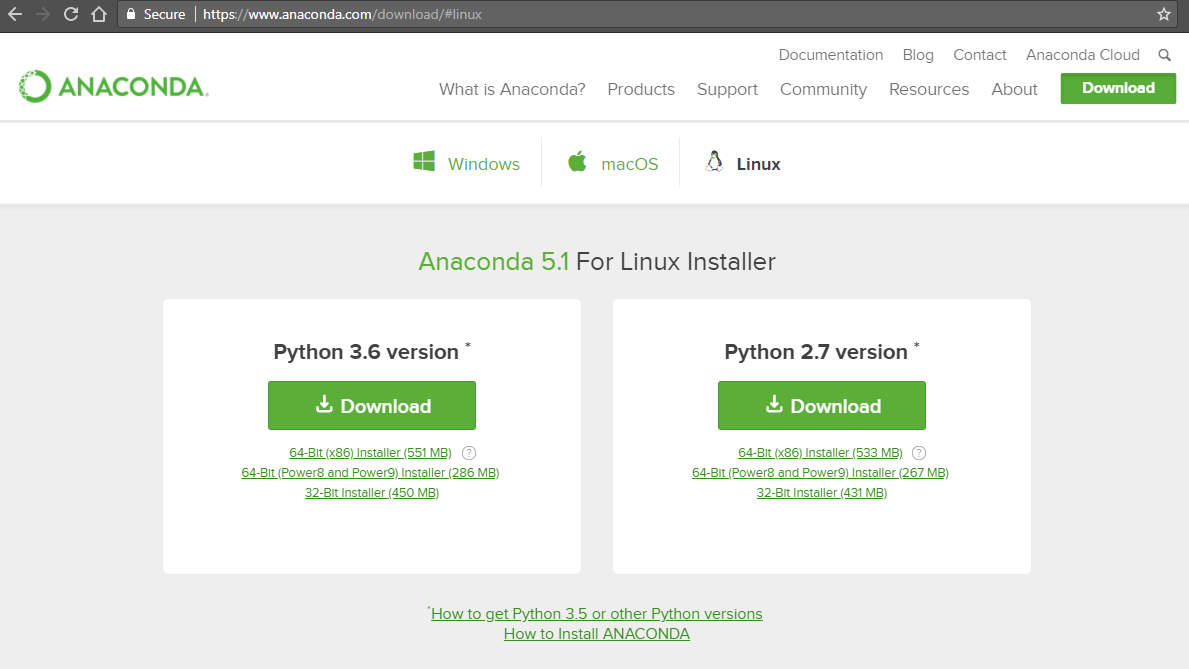 Secure https://www.anaconda.com/download/#linux
Documentation Blog Contact Anaconda Cloud
ANACONDA.
What is Anaconda? Products Support Community Resources About Download
Windows macOS Linux
Anaconda 5.1 For Linux Installer
Python 3.6 version *
Download
64-Bit (x86) Installer (551 MB) ?
64-Bit (Power8 and Power9) Installer (286 MB)
32-Bit Installer (450 MB)
Python 2.7 version *
Download
64-Bit (x86) Installer (533 MB) ?
64-Bit (Power8 and Power9) Installer (267 MB)
32-Bit Installer (431 MB)
*How to get Python 3.5 or other Python versions
How to Install ANACONDA